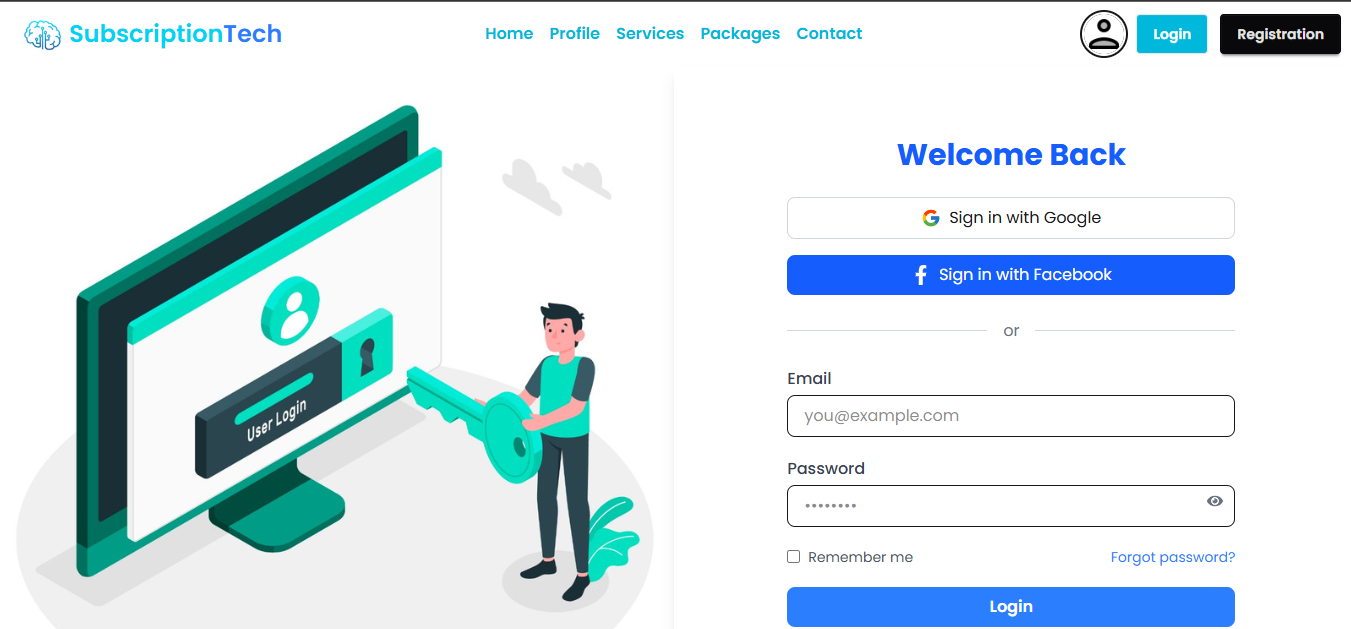 SubscriptionTech
Home Profile Services Packages Contact
Login
Registration
User Login
Welcome Back
Sign in with Google
Sign in with Facebook
or
Email
you@example.com
Password
••••••••
Remember me
Forgot password?
Login